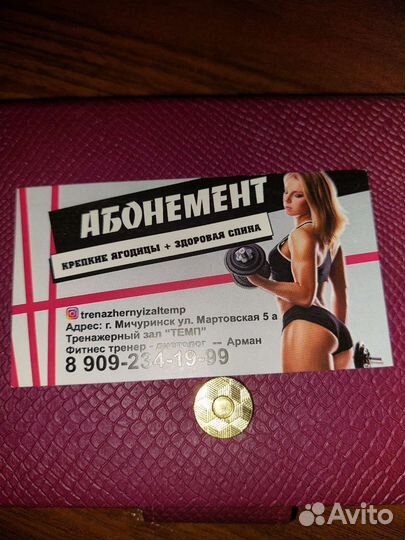 АБОНЕМЕНТ
КРЕПКИЕ ЯГОДИЦЫ + ЗДОРОВАЯ СПИНА
trenazhernyizaltemp
Адрес: г. Мичуринск ул. Мартовская 5 а
Тренажерный зал "ТЕМП"
Фитнес тренер - диетолог — Арман
8 909-234-19-99
Avito